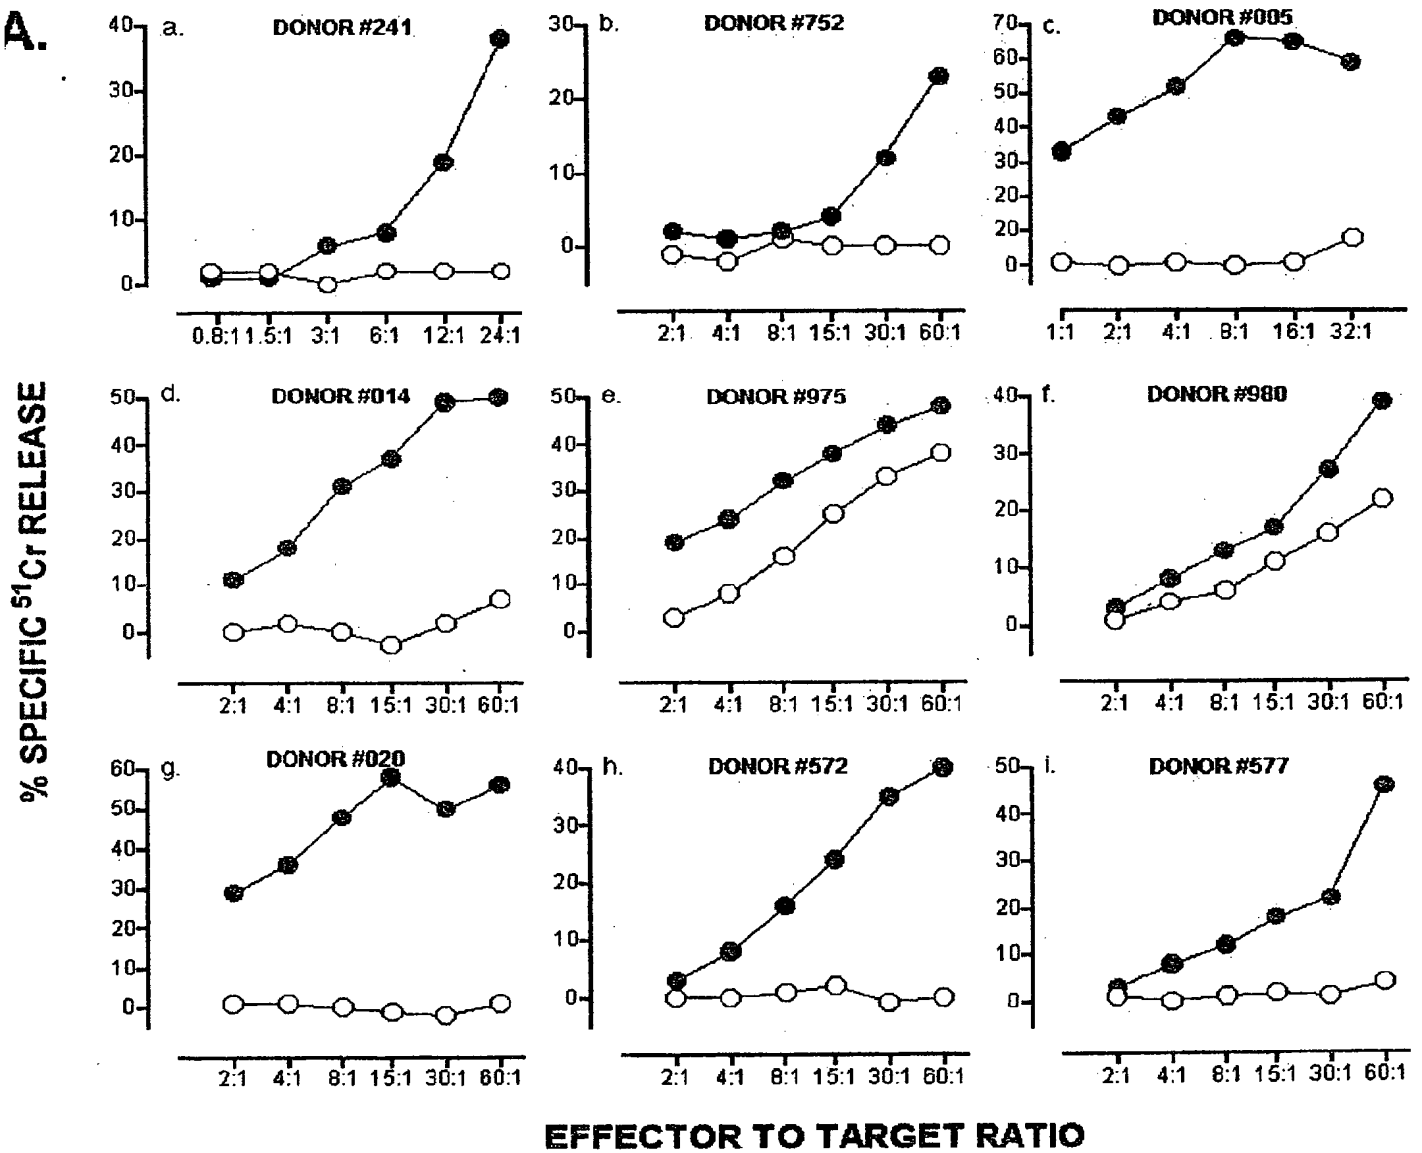 A.
a. DONOR #241
40
30
20
10
0
0.8:1 1.5:1 3:1 6:1 12:1 24:1
b. DONOR #752
30
20
10
0
2:1 4:1 8:1 15:1 30:1 60:1
c. DONOR #005
70
60
50
40
30
20
20
0
1:1 2:1 4:1 8:1 16:1 32:1
% SPECIFIC ⁵¹Cr RELEASE
d. DONOR #014
50
40
30
20
10
0
2:1 4:1 8:1 15:1 30:1 60:1
e. DONOR #975
50
40
30
20
10
0
2:1 4:1 8:1 15:1 30:1 60:1
f. DONOR #980
40
30
20
10
0
2:1 4:1 8:1 15:1 30:1 60:1
g. DONOR #020
60
50
40
30
20
10
0
2:1 4:1 8:1 15:1 30:1 60:1
h. DONOR #572
40
30
20
10
0
2:1 4:1 8:1 15:1 30:1 60:1
i. DONOR #577
50
40
30
20
10
0
2:1 4:1 8:1 15:1 30:1 60:1
EFFECTOR TO TARGET RATIO